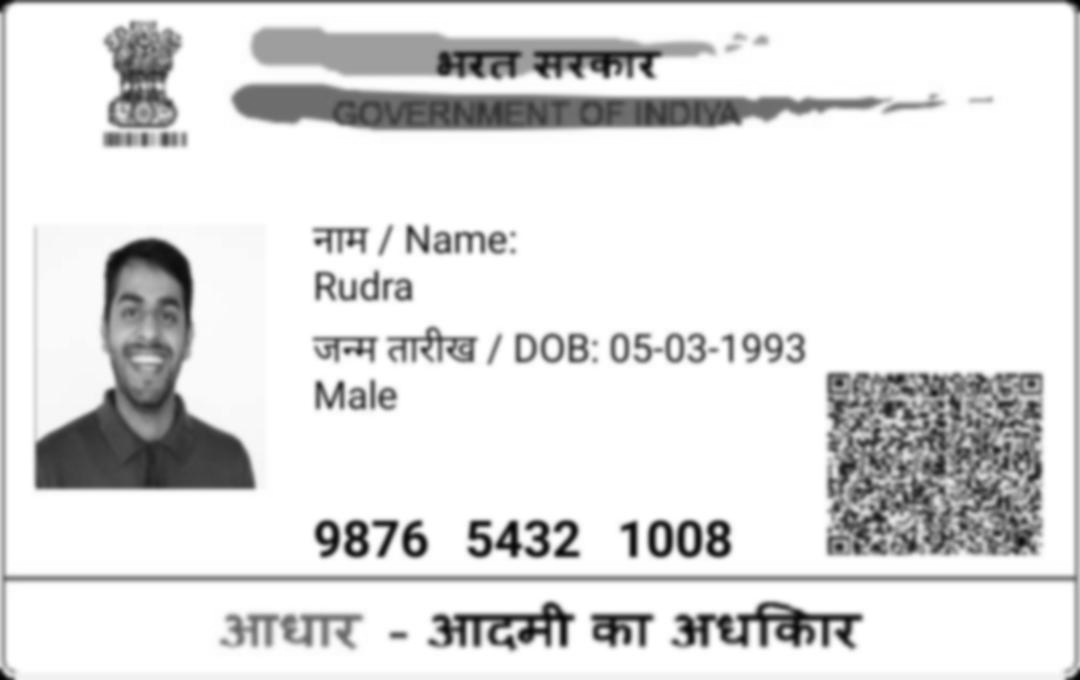 भरत सरकार
GOVERNMENT OF INDIYA
नाम / Name:
Rudra
जन्म तारीख / DOB: 05-03-1993
Male
9876 5432 1008
आधार - आदमी का अधकिार